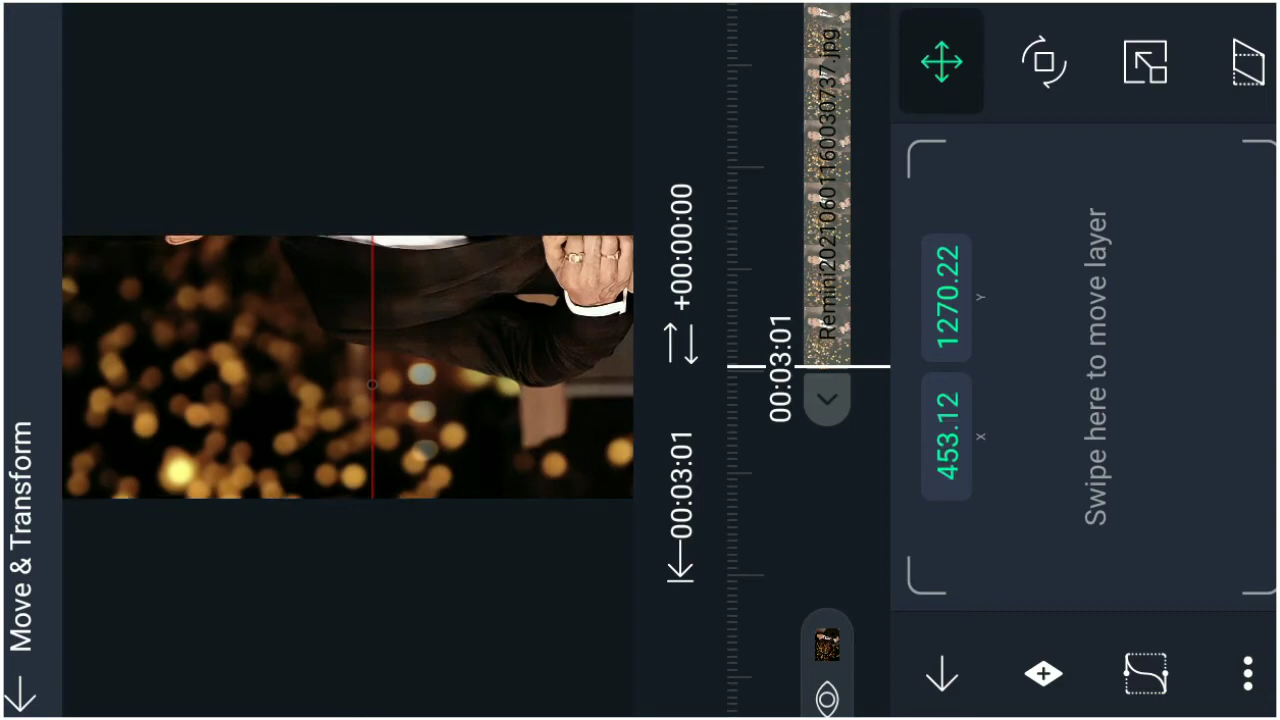 Move & Transform
00:03:01
+00:00:00
00:03:01
Remini20210601160030737.jpg
453.12
1270.22
X
Y
Swipe here to move layer